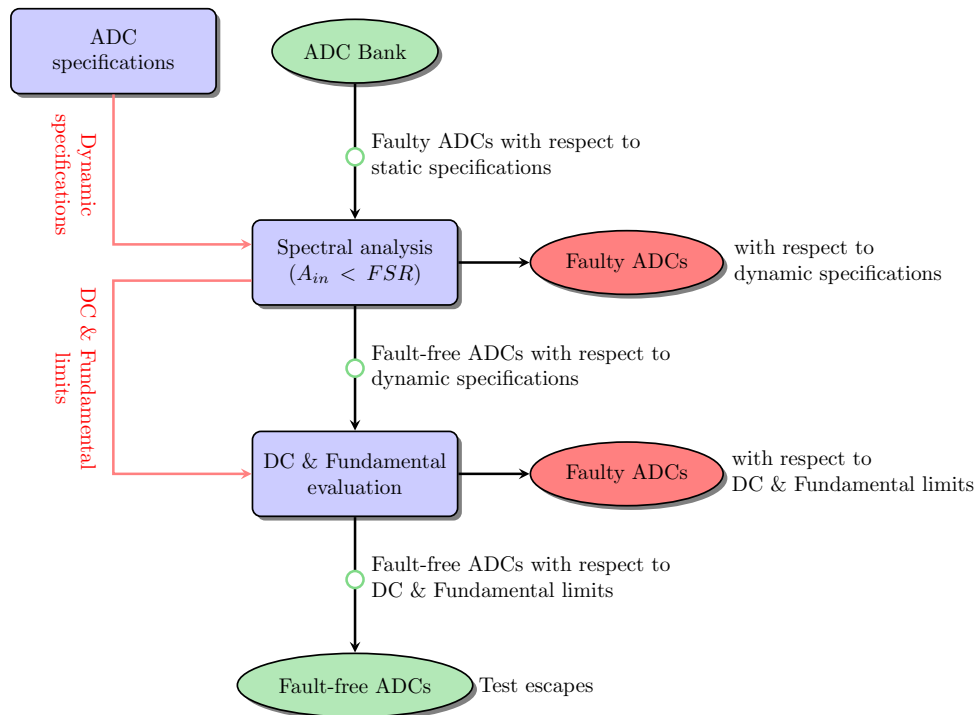 ADC
specifications
ADC Bank
Dynamic
specifications
Faulty ADCs with respect to
static specifications
Spectral analysis
(A_in < FSR)
Faulty ADCs
with respect to
dynamic specifications
DC & Fundamental
limits
Fault-free ADCs with respect to
dynamic specifications
DC & Fundamental
evaluation
Faulty ADCs
with respect to
DC & Fundamental limits
Fault-free ADCs with respect to
DC & Fundamental limits
Fault-free ADCs
Test escapes